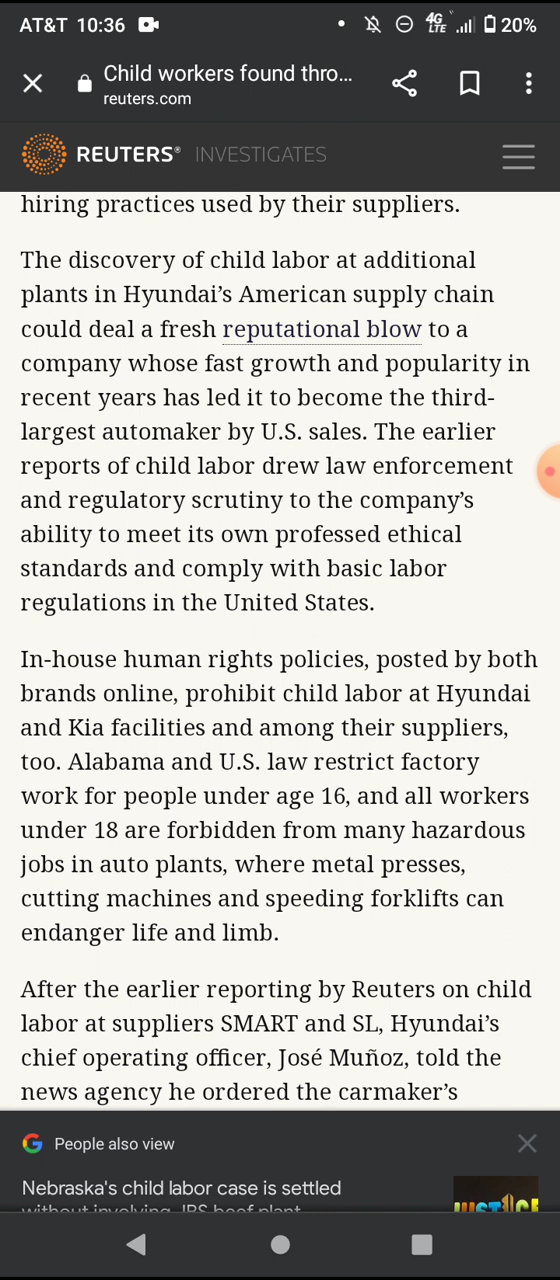 AT&T 10:36 4G LTE 20%
Child workers found thro...
reuters.com
REUTERS® INVESTIGATES
hiring practices used by their suppliers.
The discovery of child labor at additional
plants in Hyundai’s American supply chain
could deal a fresh reputational blow to a
company whose fast growth and popularity in
recent years has led it to become the third-
largest automaker by U.S. sales. The earlier
reports of child labor drew law enforcement
and regulatory scrutiny to the company’s
ability to meet its own professed ethical
standards and comply with basic labor
regulations in the United States.
In-house human rights policies, posted by both
brands online, prohibit child labor at Hyundai
and Kia facilities and among their suppliers,
too. Alabama and U.S. law restrict factory
work for people under age 16, and all workers
under 18 are forbidden from many hazardous
jobs in auto plants, where metal presses,
cutting machines and speeding forklifts can
endanger life and limb.
After the earlier reporting by Reuters on child
labor at suppliers SMART and SL, Hyundai’s
chief operating officer, José Muñoz, told the
news agency he ordered the carmaker’s
People also view
Nebraska's child labor case is settled
without involving JBS beef plant